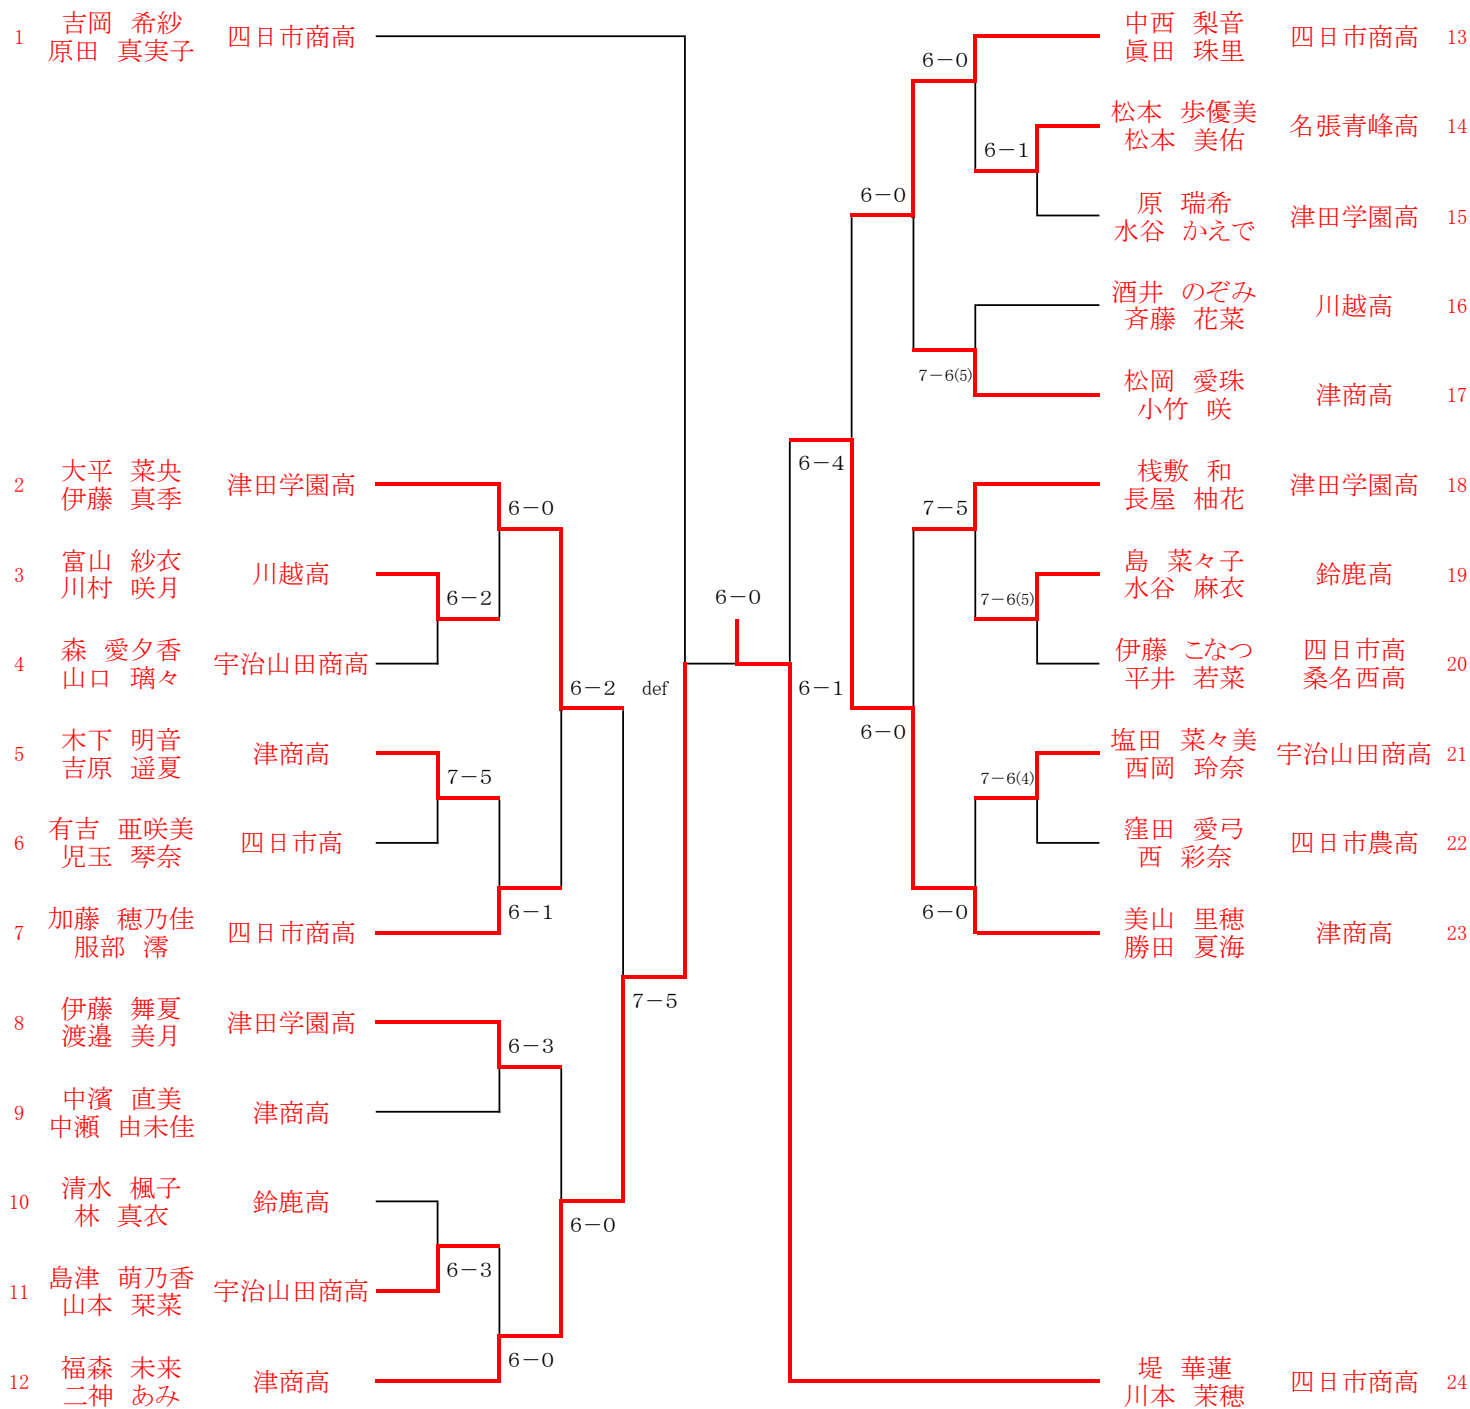 1 吉岡 希紗 四日市商高
原田 真実子
2 大平 菜央 津田学園高
伊藤 真季
3 富山 紗衣 川越高
川村 咲月
4 森 愛夕香 宇治山田商高
山口 璃々
5 木下 明音 津商高
吉原 遥夏
6 有吉 亜咲美 四日市高
児玉 琴奈
7 加藤 穂乃佳 四日市商高
服部 澪
8 伊藤 舞夏 津田学園高
渡邉 美月
9 中濱 直美 津商高
中瀬 由未佳
10 清水 楓子 鈴鹿高
林 真衣
11 島津 萌乃香 宇治山田商高
山本 栞菜
12 福森 未来 津商高
二神 あみ
6-0
6-2
6-2
7-5
6-1
7-5
6-3
6-0
6-3
6-0
def
6-0
6-1
6-4
6-0
6-0
6-1
7-6(5)
7-5
7-6(5)
6-0
7-6(4)
6-0
中西 梨音 四日市商高 13
眞田 珠里
松本 歩優美 名張青峰高 14
松本 美佑
原 瑞希 津田学園高 15
水谷 かえで
酒井 のぞみ 川越高 16
斉藤 花菜
松岡 愛珠 津商高 17
小竹 咲
桟敷 和 津田学園高 18
長屋 柚花
島 菜々子 鈴鹿高 19
水谷 麻衣
伊藤 こなつ 四日市高 20
平井 若菜 桑名西高
塩田 菜々美 宇治山田商高 21
西岡 玲奈
窪田 愛弓 四日市農高 22
西 彩奈
美山 里穂 津商高 23
勝田 夏海
堤 華蓮 四日市商高 24
川本 茉穂